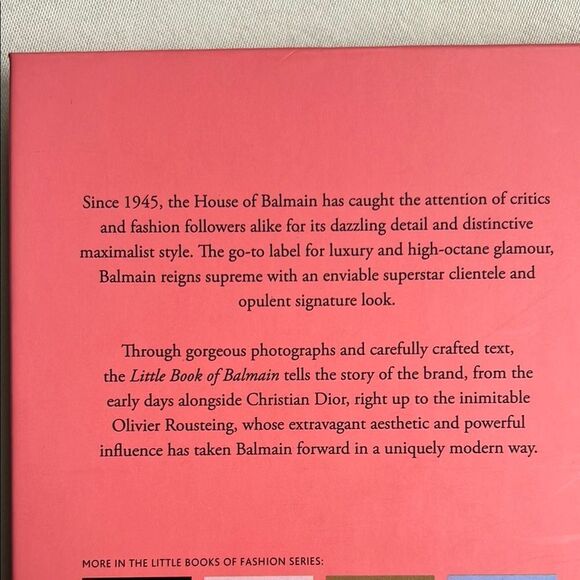 Since 1945, the House of Balmain has caught the attention of critics
and fashion followers alike for its dazzling detail and distinctive
maximalist style. The go-to label for luxury and high-octane glamour,
Balmain reigns supreme with an enviable superstar clientele and
opulent signature look.
Through gorgeous photographs and carefully crafted text,
the Little Book of Balmain tells the story of the brand, from the
early days alongside Christian Dior, right up to the inimitable
Olivier Rousteing, whose extravagant aesthetic and powerful
influence has taken Balmain forward in a uniquely modern way.
MORE IN THE LITTLE BOOKS OF FASHION SERIES: